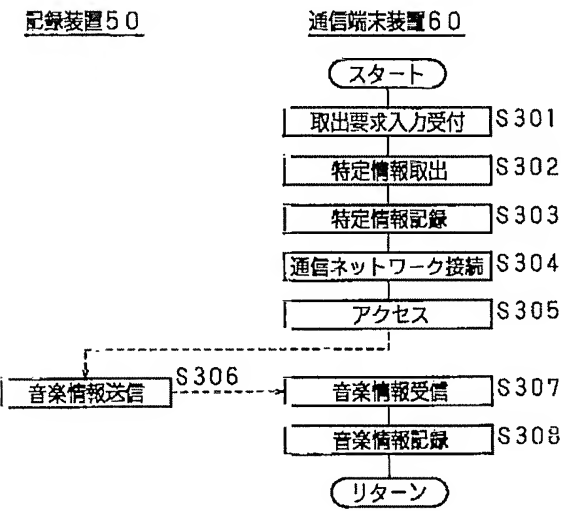 記録装置50
通信端末装置60
スタート
取出要求入力受付 S301
特定情報取出 S302
特定情報記録 S303
通信ネットワーク接続 S304
アクセス S305
音楽情報送信 S306
音楽情報受信 S307
音楽情報記録 S308
リターン